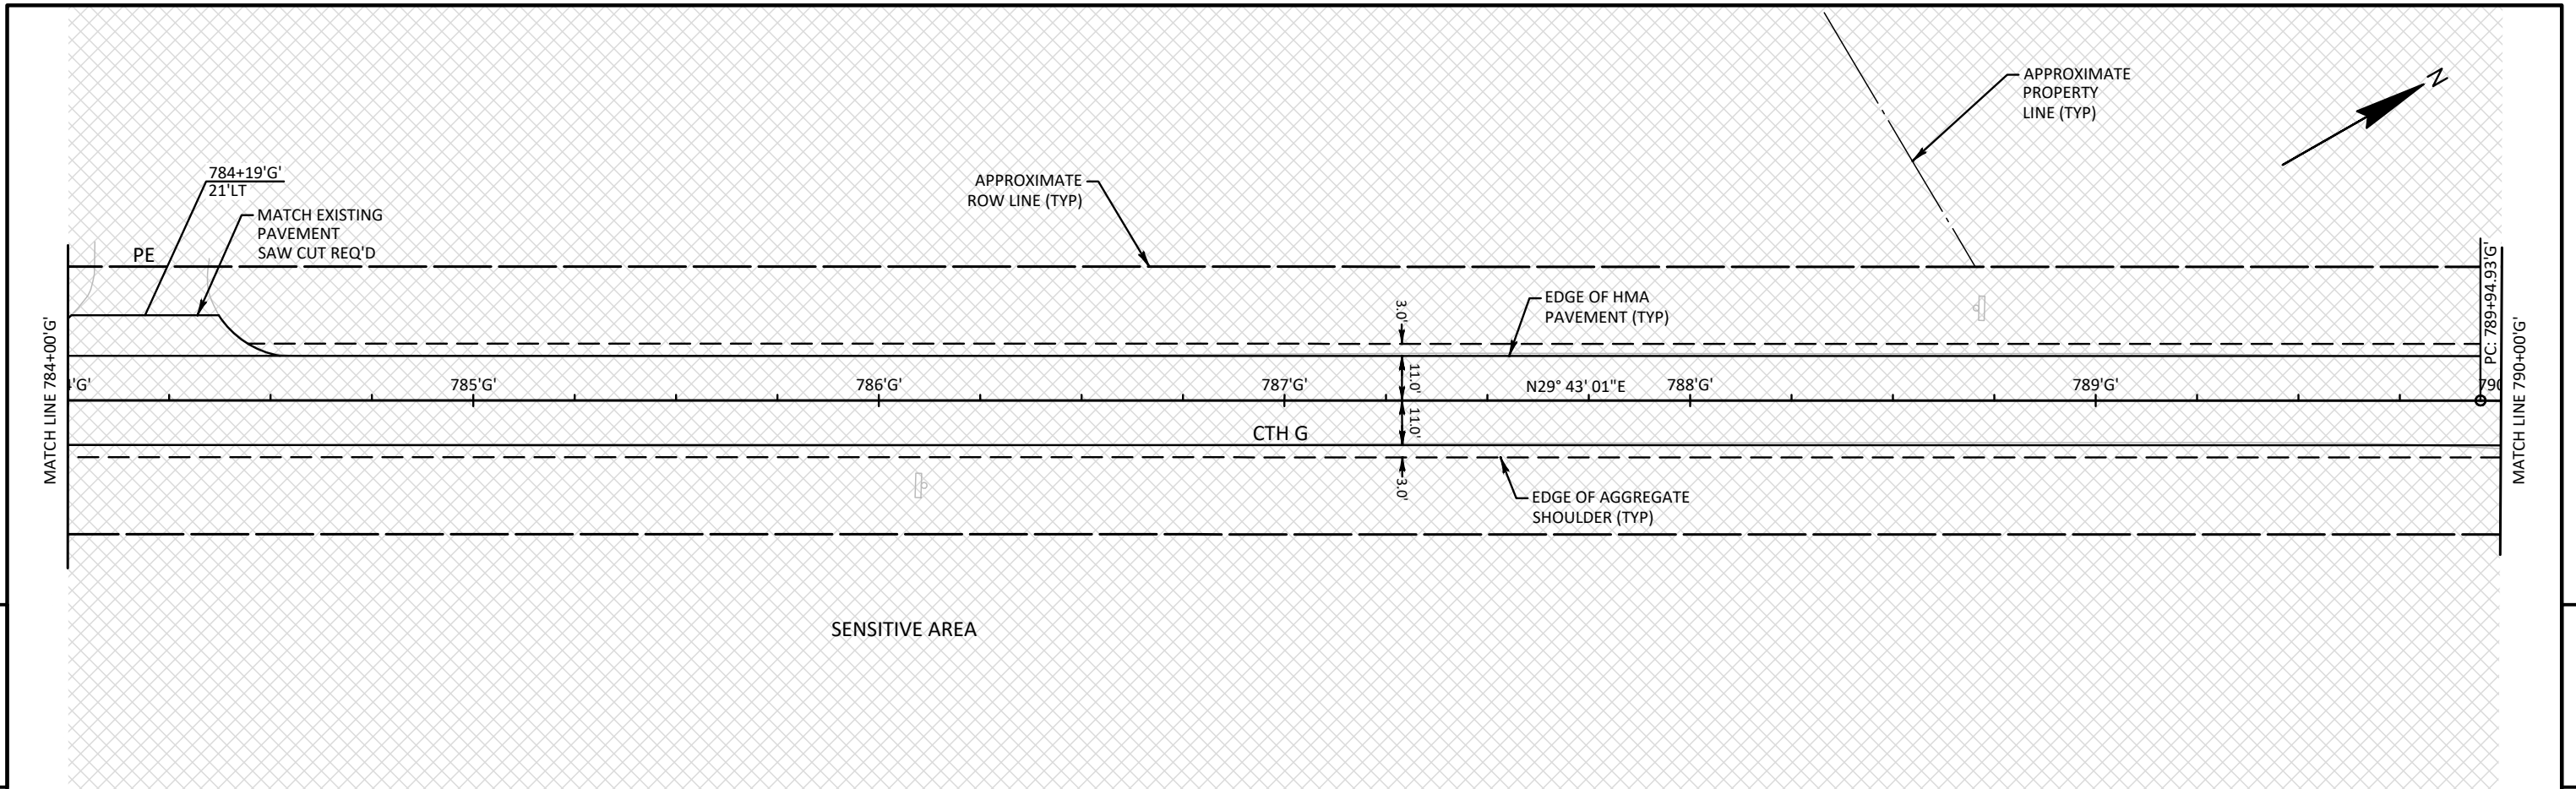 N
APPROXIMATE
PROPERTY
LINE (TYP)
784+19'G'
21'LT
MATCH EXISTING
PAVEMENT
SAW CUT REQ'D
APPROXIMATE
ROW LINE (TYP)
PE
EDGE OF HMA
PAVEMENT (TYP)
3.0'
11.0'
11.0'
3.0'
MATCH LINE 784+00'G'
'G'
785'G'
786'G'
787'G'
N29° 43' 01"E
788'G'
789'G'
790
PC: 789+94.93'G'
MATCH LINE 790+00'G'
CTH G
EDGE OF AGGREGATE
SHOULDER (TYP)
SENSITIVE AREA